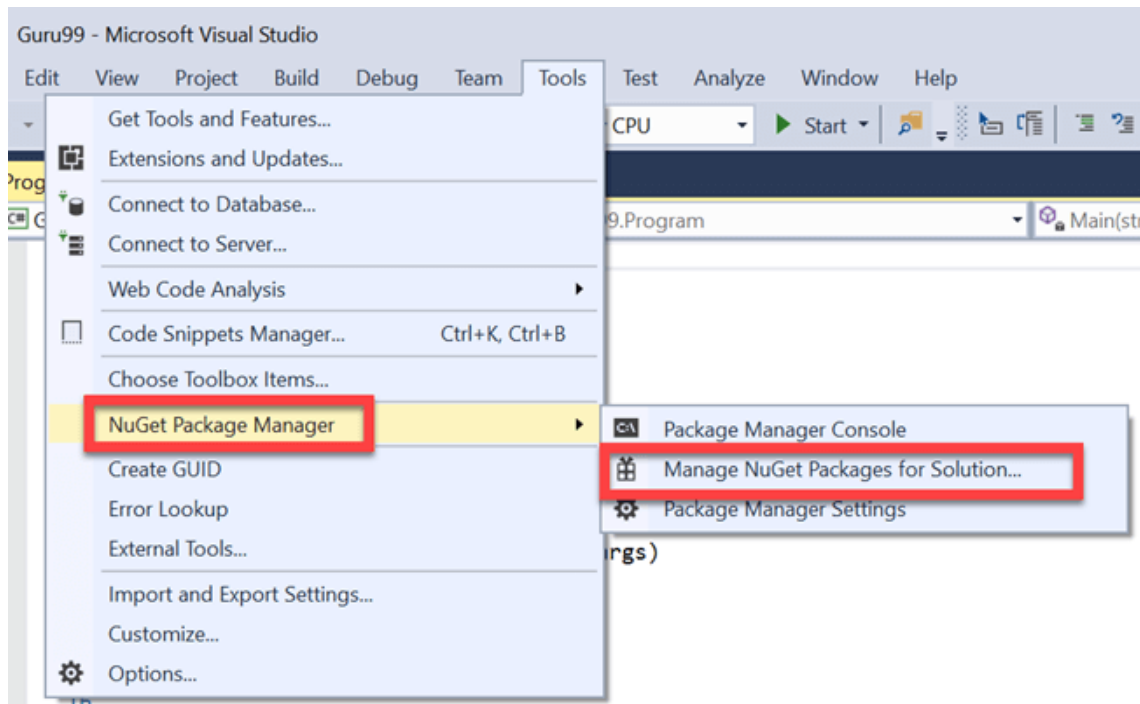 Guru99 - Microsoft Visual Studio
Edit View Project Build Debug Team Tools Test Analyze Window Help
Get Tools and Features...
CPU Start
Extensions and Updates...
Connect to Database...
9.Program Main(str
Connect to Server...
Web Code Analysis
Code Snippets Manager... Ctrl+K, Ctrl+B
Choose Toolbox Items...
NuGet Package Manager
Package Manager Console
Create GUID
Manage NuGet Packages for Solution...
Error Lookup
Package Manager Settings
External Tools...
rgs)
Import and Export Settings...
Customize...
Options...